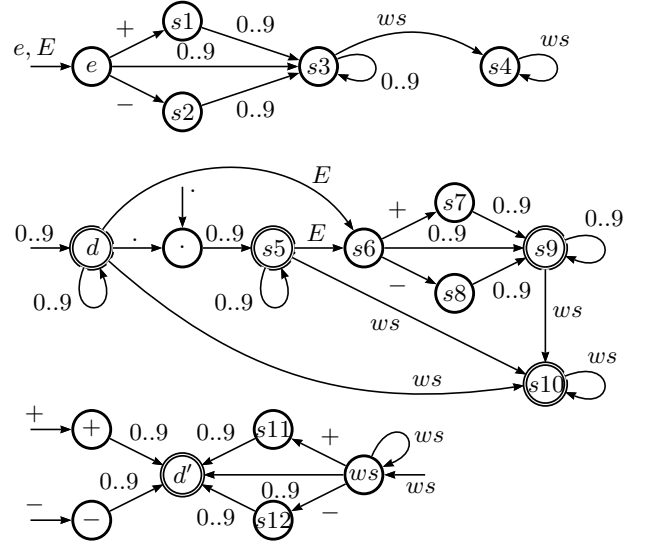 + s1 0..9 ws
e, E e 0..9 s3 s4 ws
− s2 0..9 0..9
E
.
0..9 d . · 0..9 s5 E s6 + s7 0..9
0..9 s9 0..9
0..9 0..9 − s8 0..9
ws ws
ws s10 ws
+ + 0..9 0..9 s11 + ws
d′ ws ws
0..9 0..9
− − 0..9 s12 −